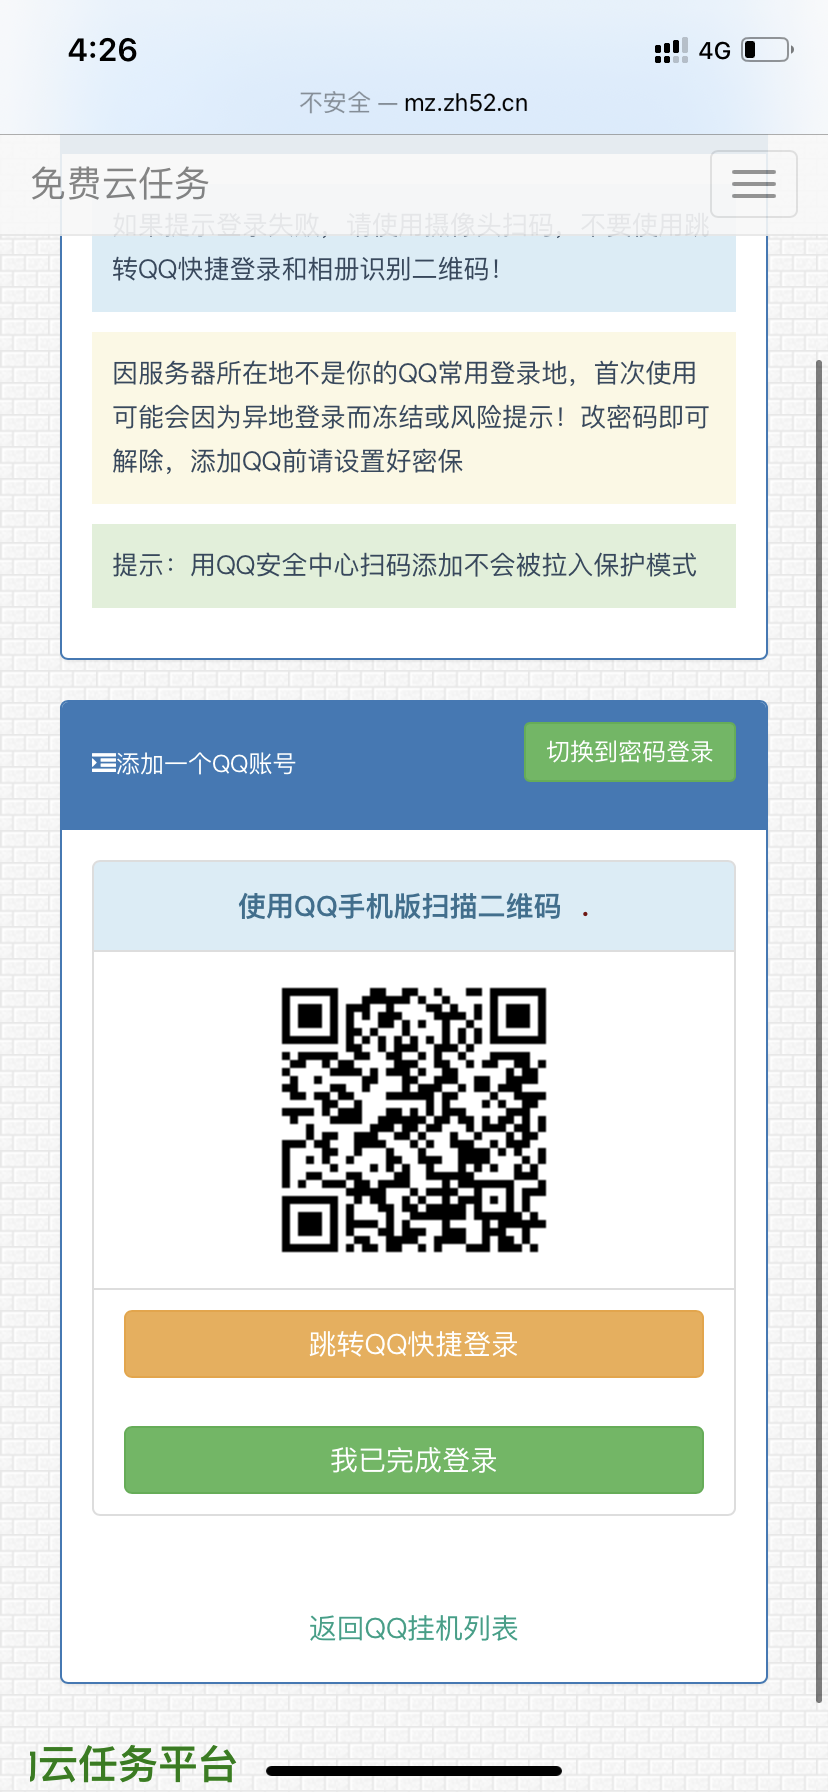 4:26
4G
不安全 — mz.zh52.cn
免费云任务
如果提示登录失败，请使用摄像头扫码，不要使用跳
转QQ快捷登录和相册识别二维码！
因服务器所在地不是你的QQ常用登录地，首次使用
可能会因为异地登录而冻结或风险提示！改密码即可
解除，添加QQ前请设置好密保
提示：用QQ安全中心扫码添加不会被拉入保护模式
添加一个QQ账号
切换到密码登录
使用QQ手机版扫描二维码 .
跳转QQ快捷登录
我已完成登录
返回QQ挂机列表
云任务平台